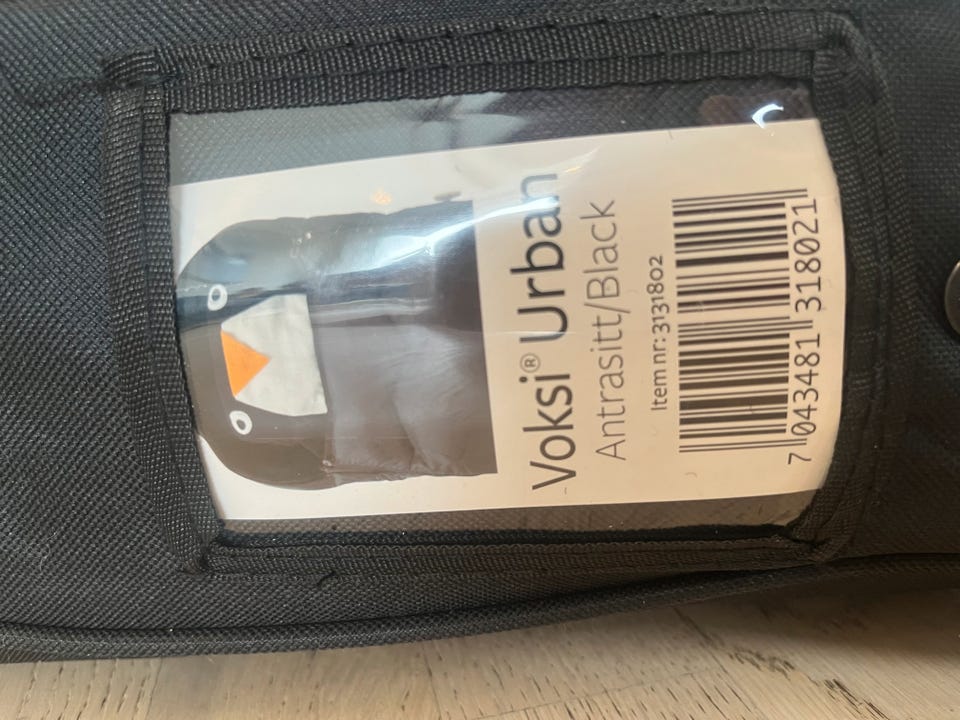 Voksi® Urban
Antrasitt/Black
Item nr: 3131802
7 043481 318021